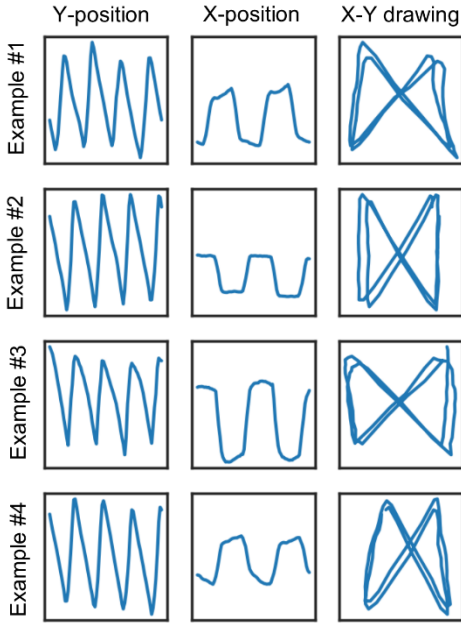 Y-position X-position X-Y drawing
Example #1
Example #2
Example #3
Example #4